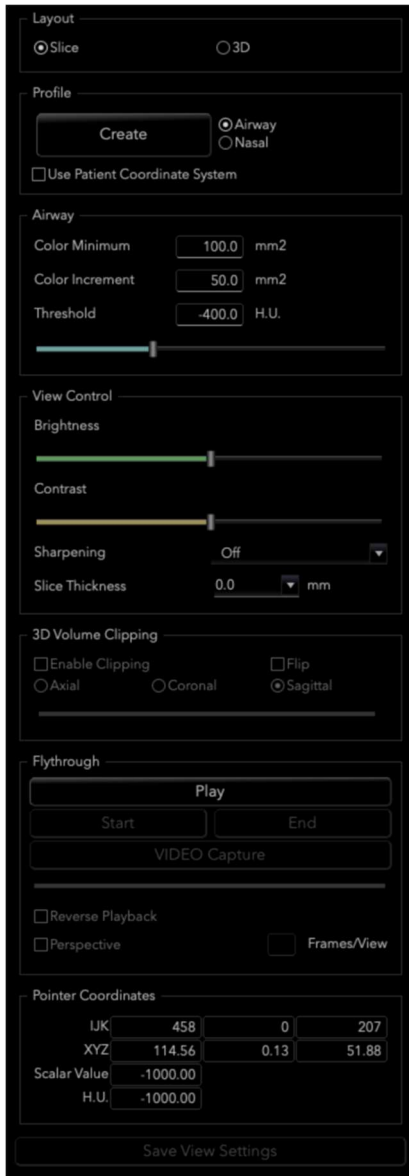 Layout
Slice 3D
Profile
Create Airway
Nasal
Use Patient Coordinate System
Airway
Color Minimum 100.0 mm2
Color Increment 50.0 mm2
Threshold -400.0 H.U.
View Control
Brightness
Contrast
Sharpening Off
Slice Thickness 0.0 mm
3D Volume Clipping
Enable Clipping Flip
Axial Coronal Sagittal
Flythrough
Play
Start End
VIDEO Capture
Reverse Playback
Perspective Frames/View
Pointer Coordinates
IJK 458 0 207
XYZ 114.56 0.13 51.88
Scalar Value -1000.00
H.U. -1000.00
Save View Settings